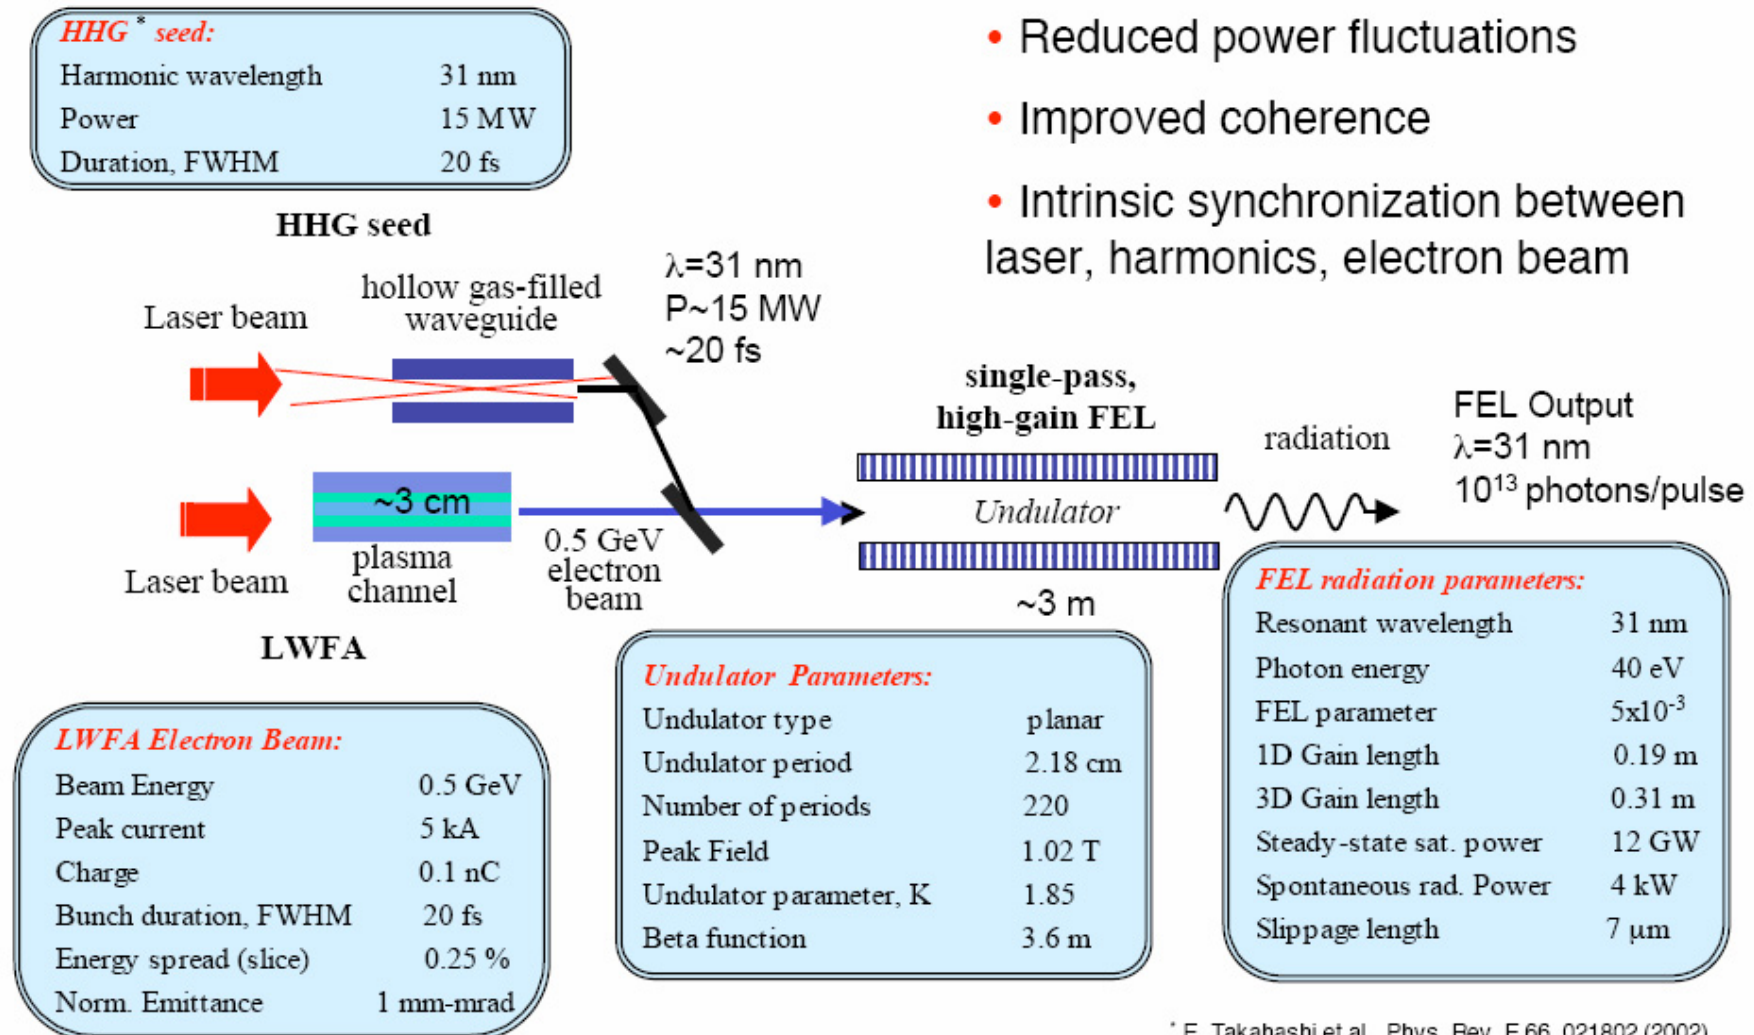 HHG * seed:
Harmonic wavelength 31 nm
Power 15 MW
Duration, FWHM 20 fs
• Reduced power fluctuations
• Improved coherence
• Intrinsic synchronization between
laser, harmonics, electron beam
HHG seed
Laser beam
hollow gas-filled
waveguide
λ=31 nm
P~15 MW
~20 fs
single-pass,
high-gain FEL
radiation
FEL Output
λ=31 nm
10¹³ photons/pulse
Undulator
~3 m
~3 cm
plasma
channel
Laser beam
0.5 GeV
electron
beam
LWFA
LWFA Electron Beam:
Beam Energy 0.5 GeV
Peak current 5 kA
Charge 0.1 nC
Bunch duration, FWHM 20 fs
Energy spread (slice) 0.25 %
Norm. Emittance 1 mm-mrad
Undulator Parameters:
Undulator type planar
Undulator period 2.18 cm
Number of periods 220
Peak Field 1.02 T
Undulator parameter, K 1.85
Beta function 3.6 m
FEL radiation parameters:
Resonant wavelength 31 nm
Photon energy 40 eV
FEL parameter 5x10⁻³
1D Gain length 0.19 m
3D Gain length 0.31 m
Steady-state sat. power 12 GW
Spontaneous rad. Power 4 kW
Slippage length 7 μm
* E. Takahashi et al., Phys. Rev. E 66, 021802 (2002)